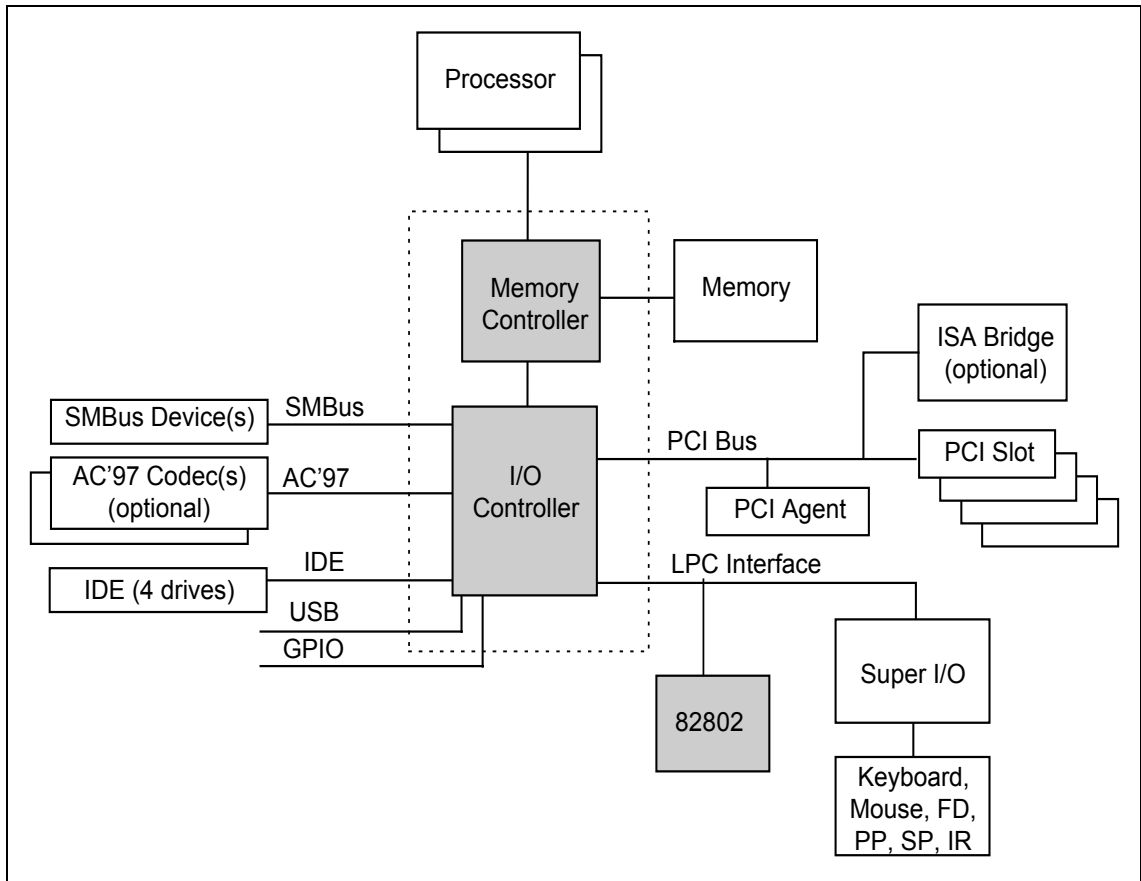 Processor
Memory
Controller
Memory
ISA Bridge
(optional)
SMBus Device(s)
SMBus
AC’97 Codec(s)
(optional)
AC’97
I/O
Controller
PCI Bus
PCI Slot
PCI Agent
IDE (4 drives)
IDE
LPC Interface
USB
GPIO
82802
Super I/O
Keyboard,
Mouse, FD,
PP, SP, IR